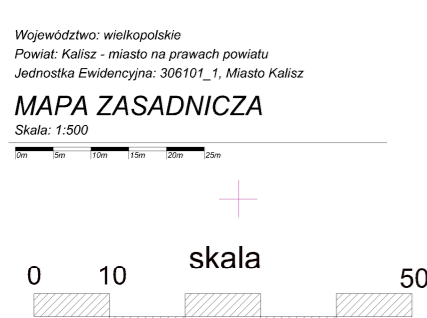 Województwo: wielkopolskie
Powiat: Kalisz - miasto na prawach powiatu
Jednostka Ewidencyjna: 306101_1, Miasto Kalisz
MAPA ZASADNICZA
Skala: 1:500
0m 5m 10m 15m 20m 25m
skala
0 10 50